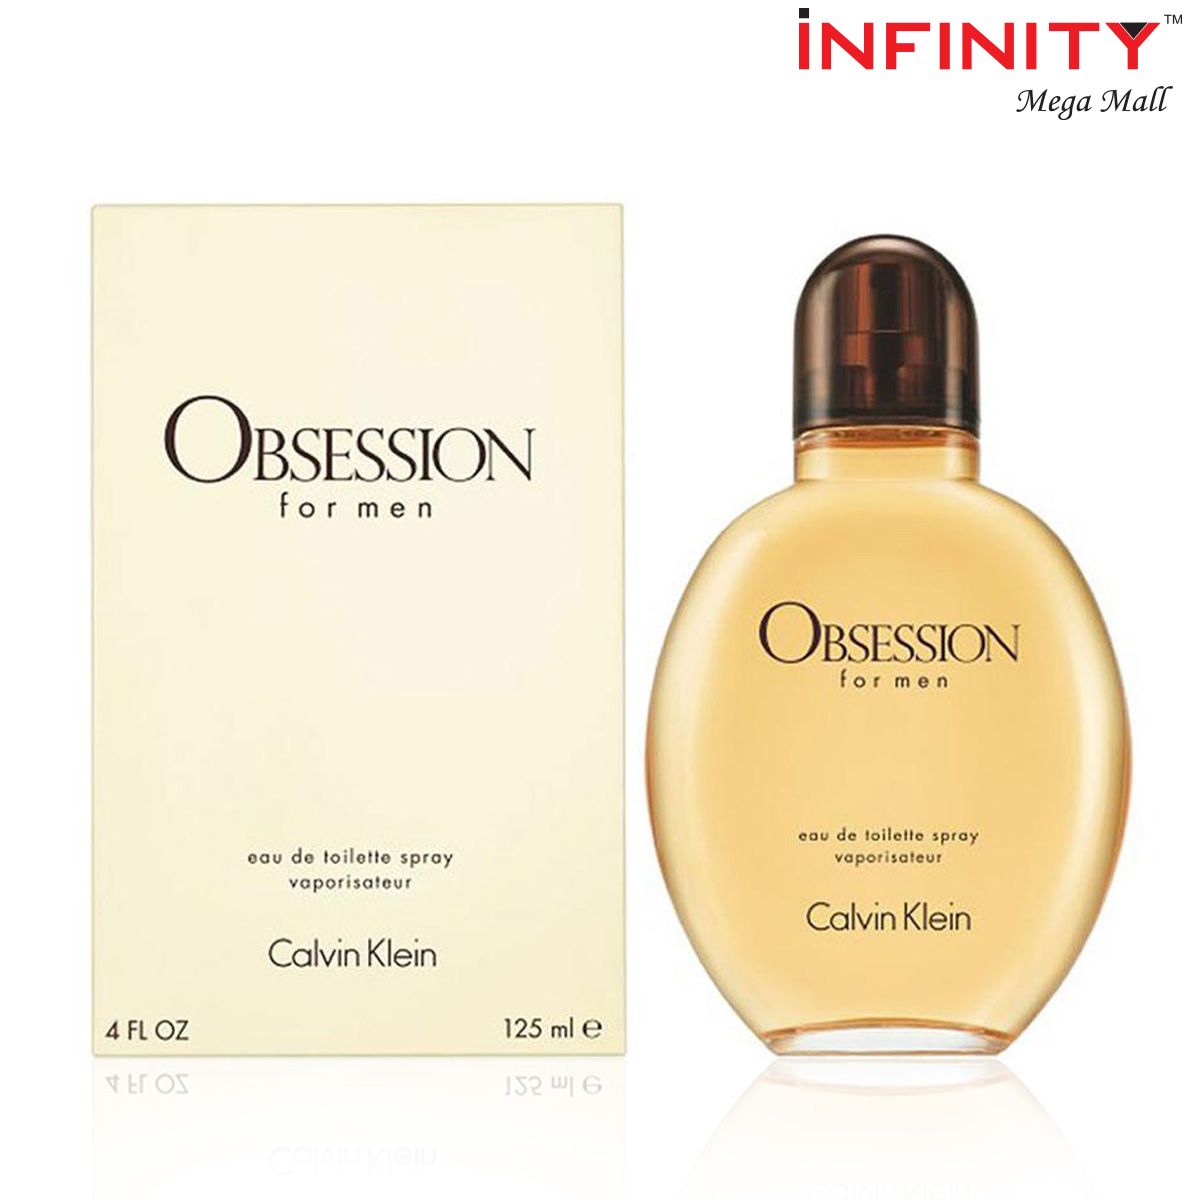 iNFINITY™
Mega Mall
OBSESSION
for men
eau de toilette spray
vaporisateur
Calvin Klein
4 FL OZ
125 ml ℮
OBSESSION
for men
eau de toilette spray
vaporisateur
Calvin Klein